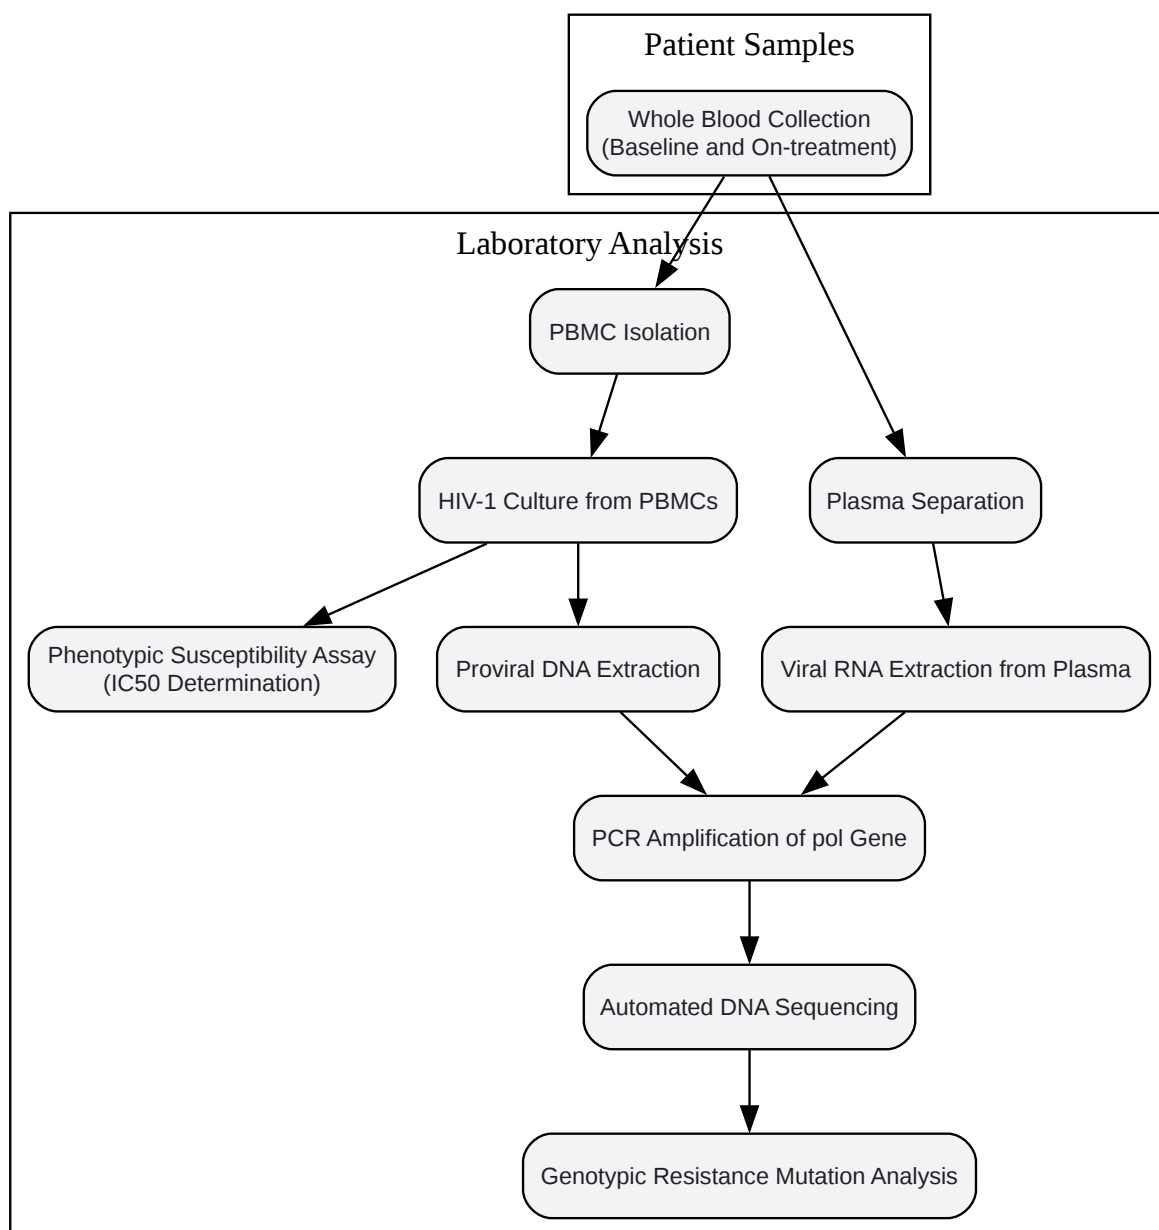 Patient Samples
Whole Blood Collection
(Baseline and On-treatment)
Laboratory Analysis
PBMC Isolation
HIV-1 Culture from PBMCs
Plasma Separation
Phenotypic Susceptibility Assay
(IC50 Determination)
Proviral DNA Extraction
Viral RNA Extraction from Plasma
PCR Amplification of pol Gene
Automated DNA Sequencing
Genotypic Resistance Mutation Analysis